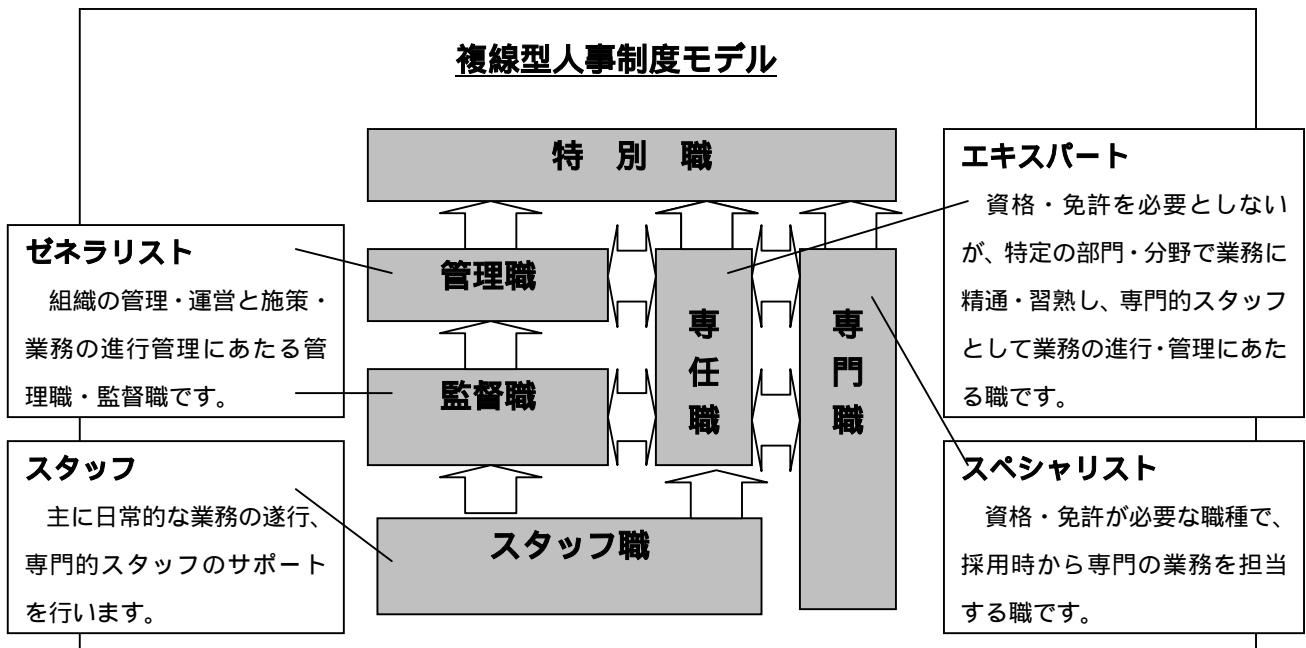 複線型人事制度モデル
特 別 職
エキスパート
資格・免許を必要としない
が、特定の部門・分野で業務に
精通・習熟し、専門的スタッフ
として業務の進行・管理にあた
る職です。
ゼネラリスト
組織の管理・運営と施策・
業務の進行管理にあたる管
理職・監督職です。
管理職
専任職
専門職
監督職
スタッフ
主に日常的な業務の遂行、
専門的スタッフのサポート
を行います。
スタッフ職
スペシャリスト
資格・免許が必要な職種で、
採用時から専門の業務を担当
する職です。